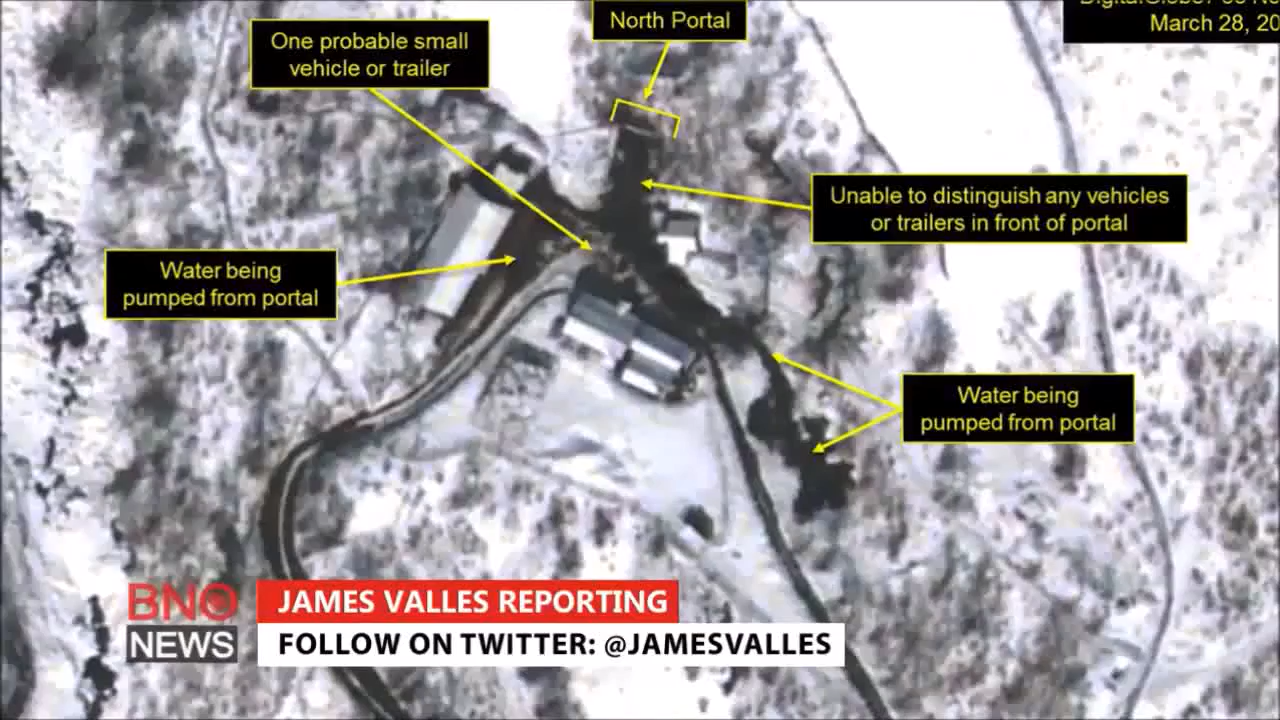 North Portal
March 28, 20
One probable small
vehicle or trailer
Unable to distinguish any vehicles
or trailers in front of portal
Water being
pumped from portal
Water being
pumped from portal
BNO
NEWS
JAMES VALLES REPORTING
FOLLOW ON TWITTER: @JAMESVALLES